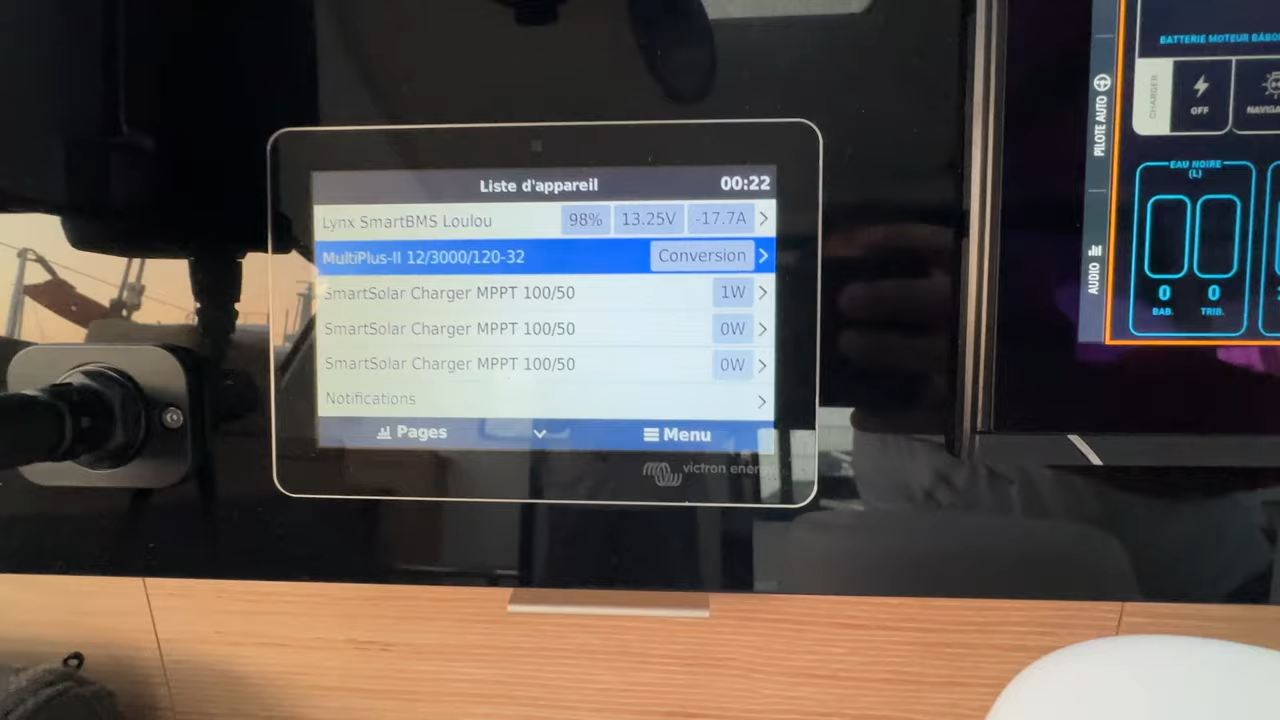 Liste d'appareil 00:22
Lynx SmartBMS Loulou 98% 13.25V -17.7A
MultiPlus-II 12/3000/120-32 Conversion
SmartSolar Charger MPPT 100/50 1W
SmartSolar Charger MPPT 100/50 0W
SmartSolar Charger MPPT 100/50 0W
Notifications
Pages Menu
victron energy
BATTERIE MOTEUR BÂBO
CHARGER
OFF
NAVIGA
PILOTE AUTO
AUDIO
EAU NOIRE
(L)
0 0
BAB. TRIB.